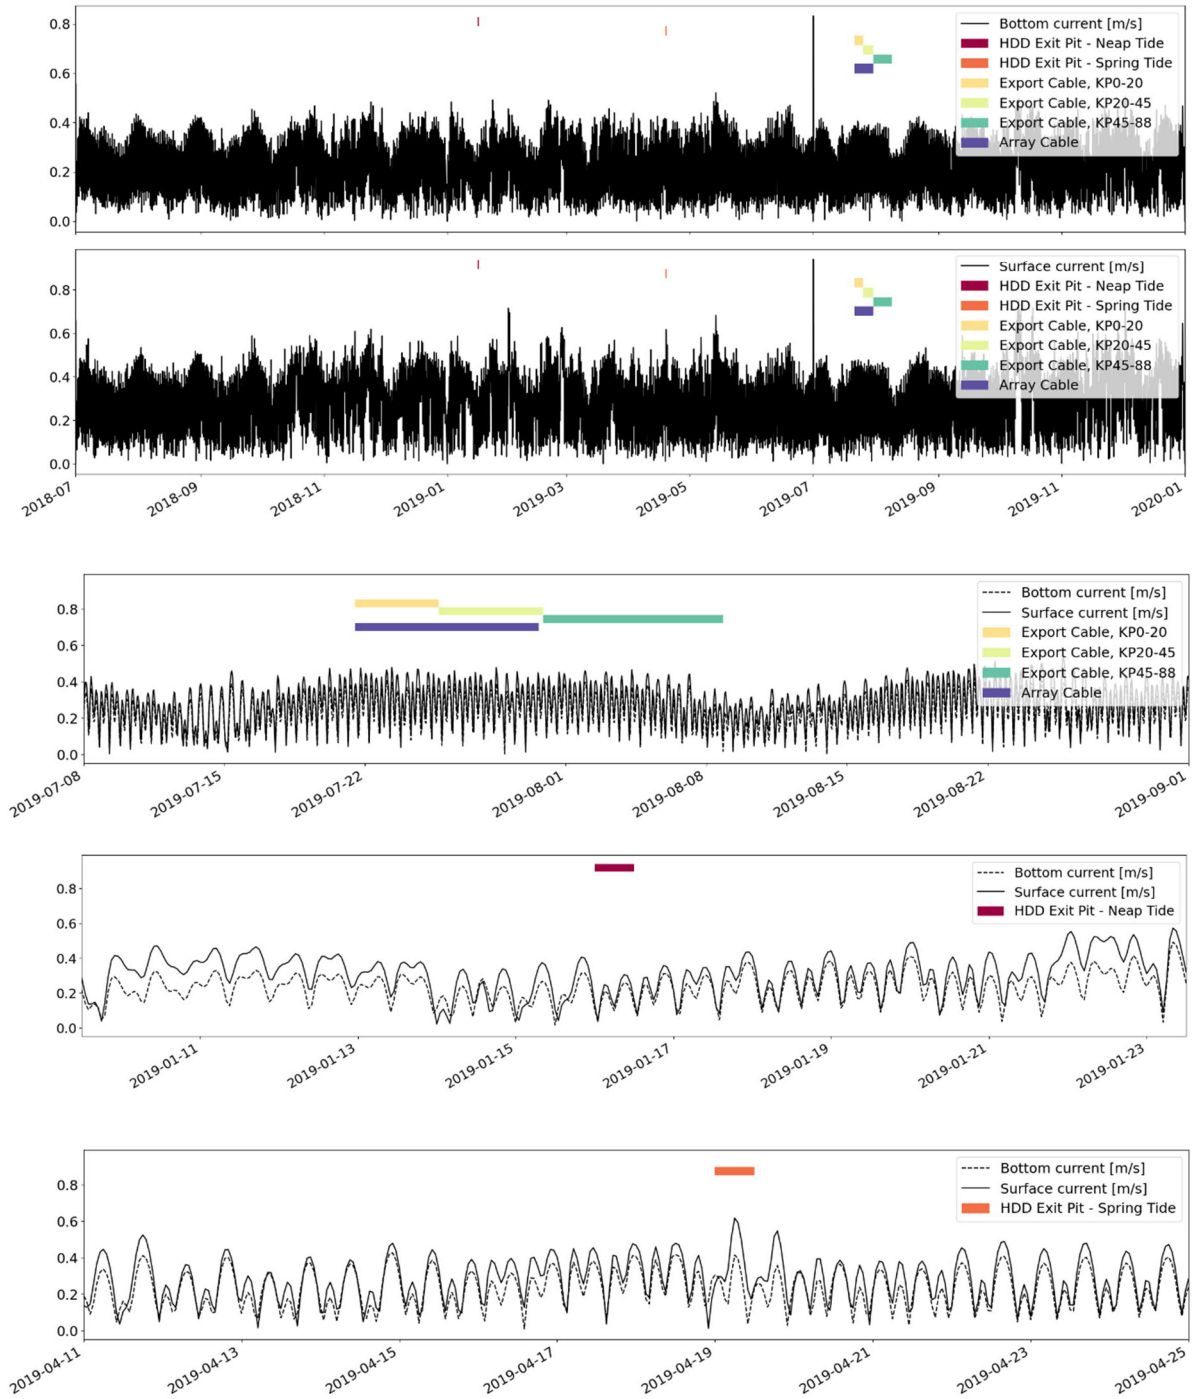 0.8
0.6
0.4
0.2
0.0
Bottom current [m/s]
HDD Exit Pit - Neap Tide
HDD Exit Pit - Spring Tide
Export Cable, KP0-20
Export Cable, KP20-45
Export Cable, KP45-88
Array Cable
0.8
0.6
0.4
0.2
0.0
Surface current [m/s]
HDD Exit Pit - Neap Tide
HDD Exit Pit - Spring Tide
Export Cable, KP0-20
Export Cable, KP20-45
Export Cable, KP45-88
Array Cable
2018-07
2018-09
2018-11
2019-01
2019-03
2019-05
2019-07
2019-09
2019-11
2020-01
0.8
0.6
0.4
0.2
0.0
Bottom current [m/s]
Surface current [m/s]
Export Cable, KP0-20
Export Cable, KP20-45
Export Cable, KP45-88
Array Cable
2019-07-08
2019-07-15
2019-07-22
2019-08-01
2019-08-08
2019-08-15
2019-08-22
2019-09-01
0.8
0.6
0.4
0.2
0.0
Bottom current [m/s]
Surface current [m/s]
HDD Exit Pit - Neap Tide
2019-01-11
2019-01-13
2019-01-15
2019-01-17
2019-01-19
2019-01-21
2019-01-23
0.8
0.6
0.4
0.2
0.0
Bottom current [m/s]
Surface current [m/s]
HDD Exit Pit - Spring Tide
2019-04-11
2019-04-13
2019-04-15
2019-04-17
2019-04-19
2019-04-21
2019-04-23
2019-04-25